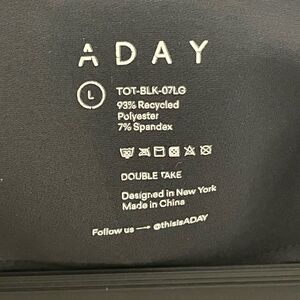 ADAY
L
TOT-BLK-07LG
93% Recycled
Polyester
7% Spandex
DOUBLE TAKE
Designed in New York
Made in China
Follow us → @thisisADAY